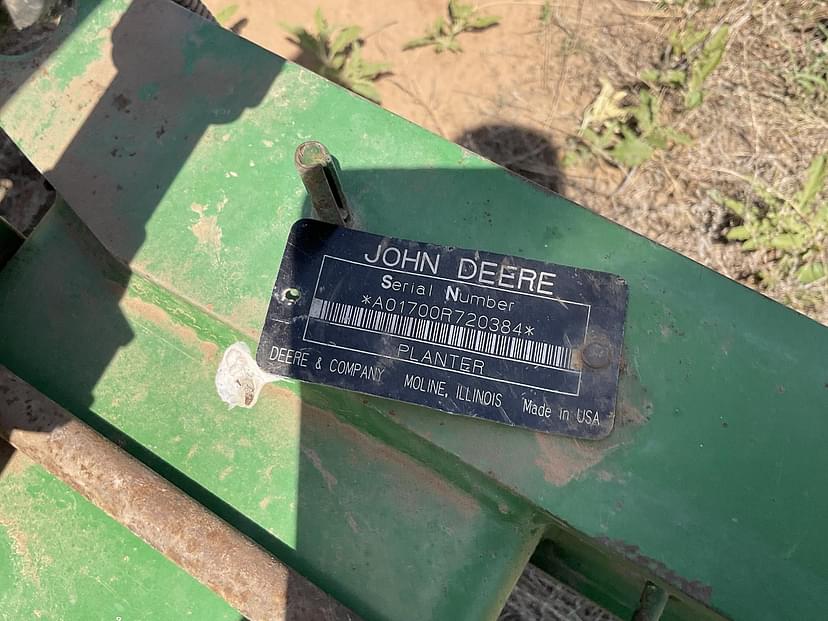 JOHN DEERE
Serial Number
*A01700R720384*
PLANTER
DEERE & COMPANY MOLINE, ILLINOIS Made in USA